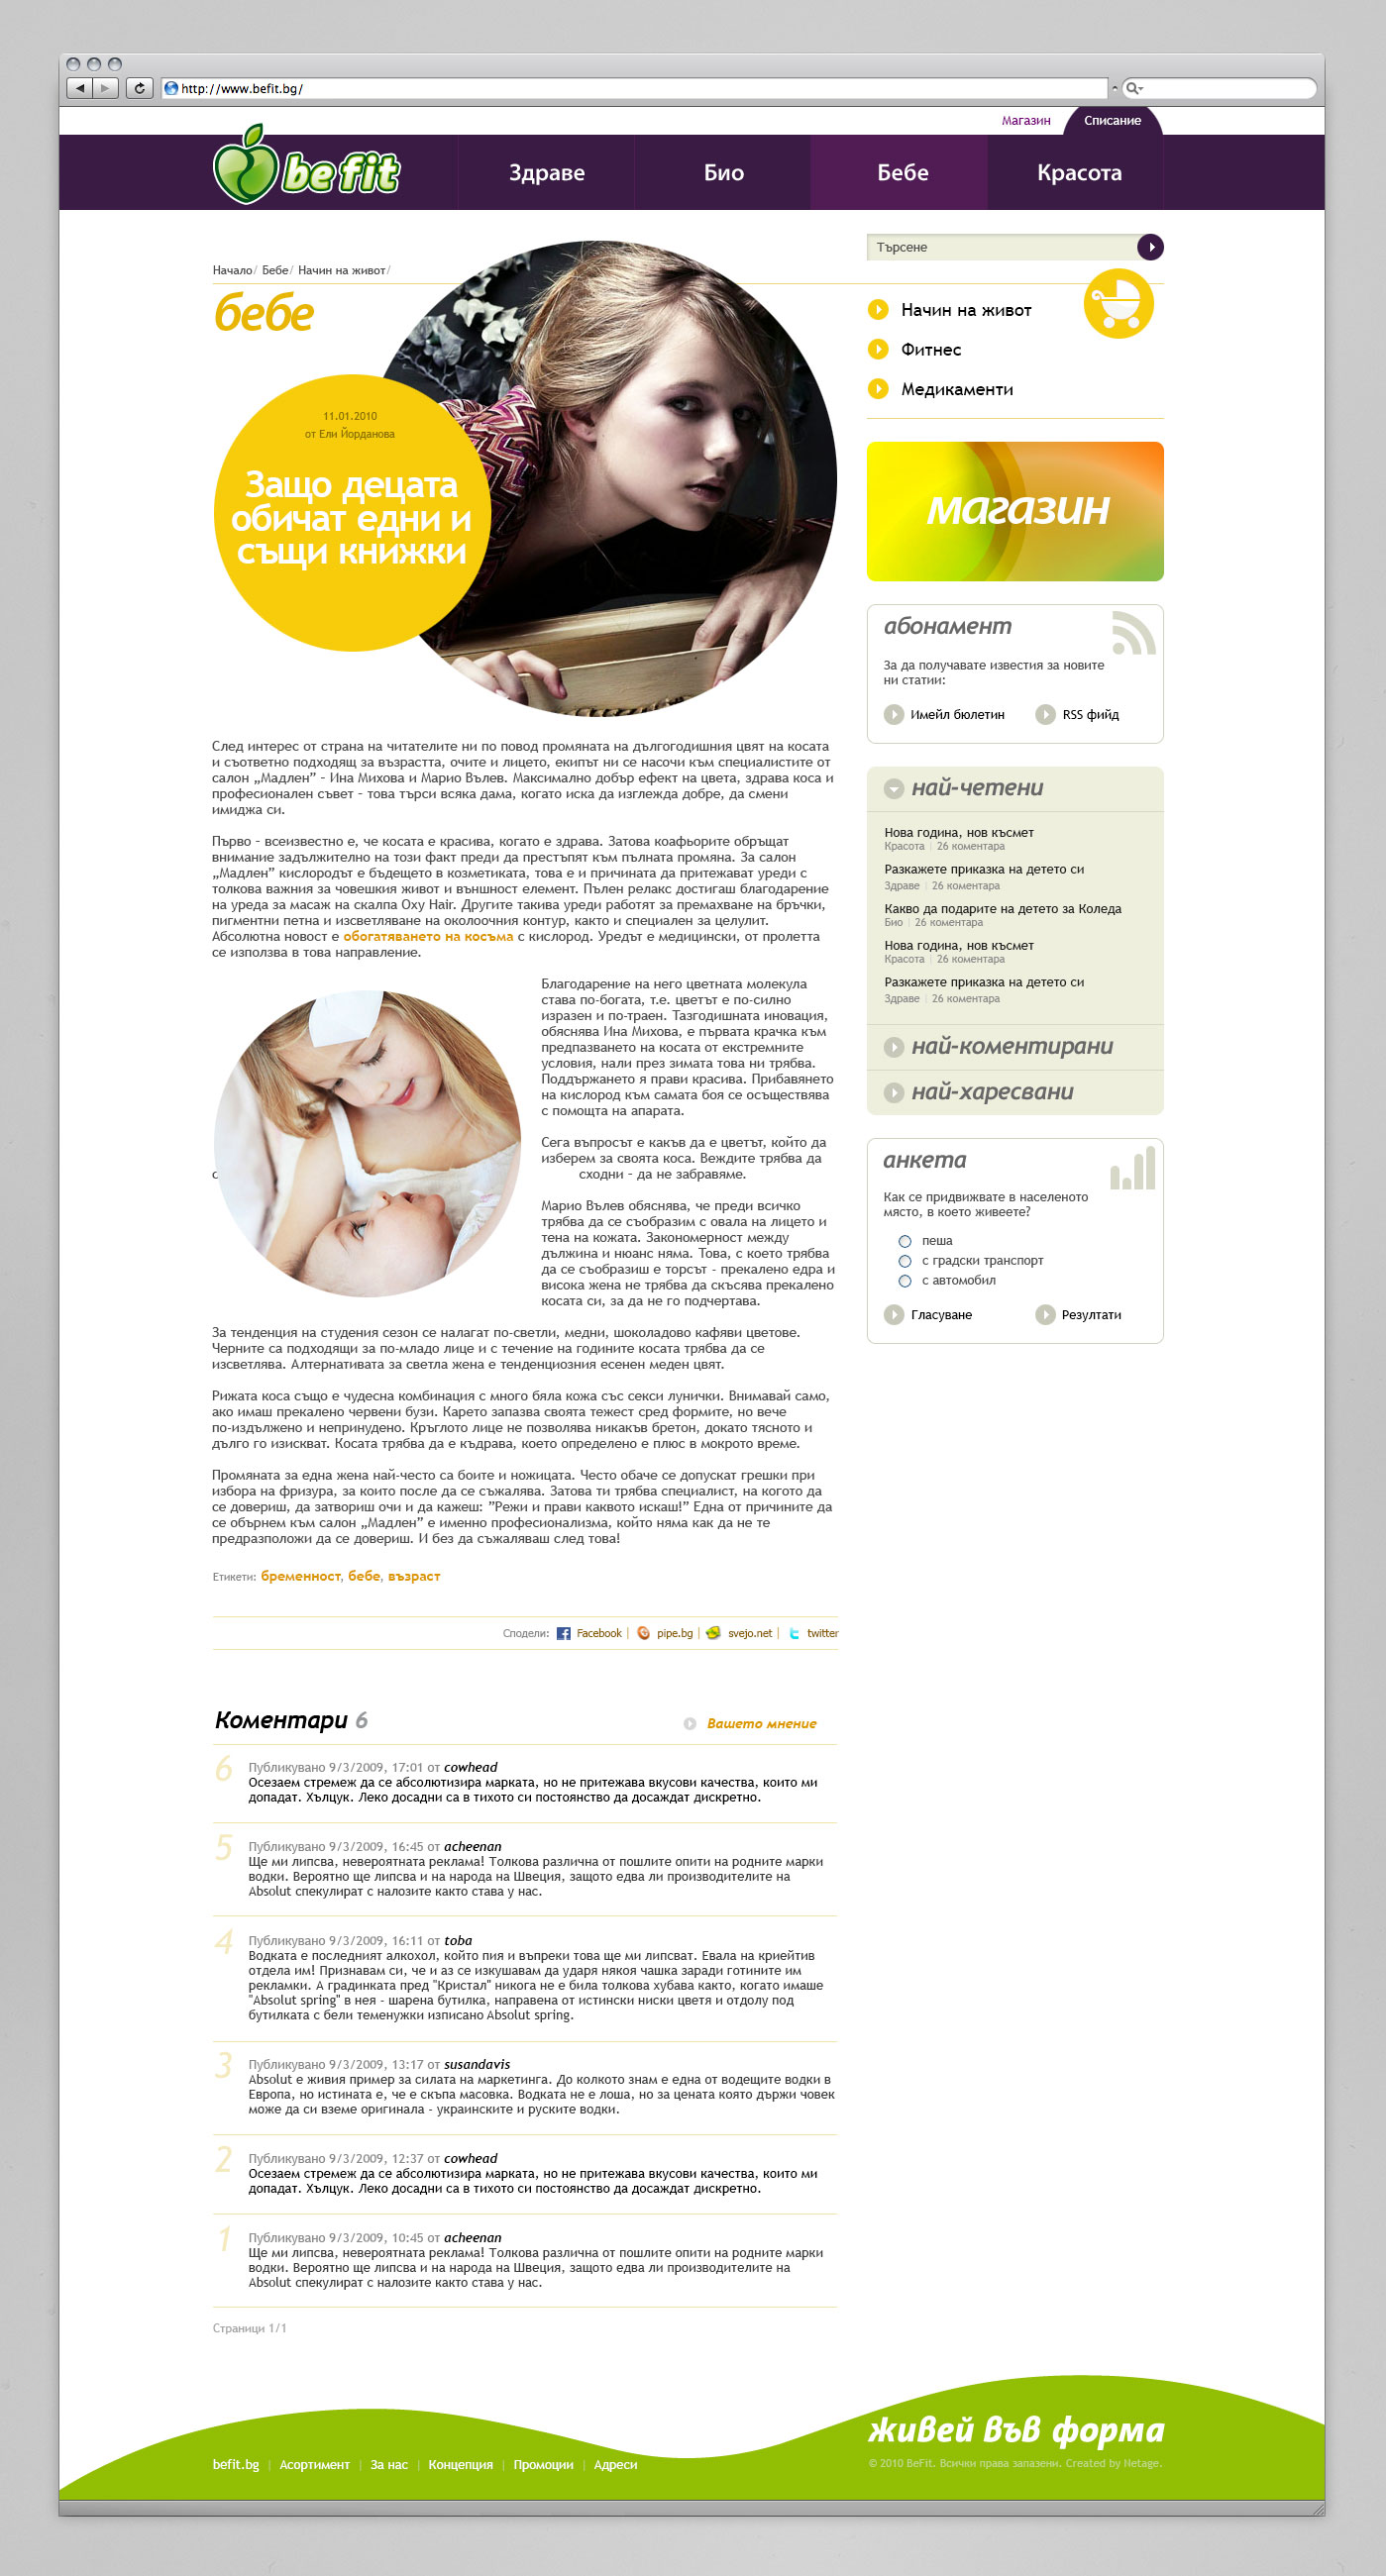 http://www.befit.bg/
Магазин
Списание
be fit
Здраве
Био
Бебе
Красота
Начало/ Бебе/ Начин на живот/
бебе
11.01.2010
от Ели Йорданова
Защо децата
обичат едни и
същи книжки
След интерес от страна на читателите ни по повод промяната на дългогодишния цвят на косата
и съответно подходящ за възрастта, очите и лицето, екипът ни се насочи към специалистите от
салон „Мадлен” - Ина Михова и Марио Вълев. Максимално добър ефект на цвета, здрава коса и
професионален съвет - това търси всяка дама, когато иска да изглежда добре, да смени
имиджа си.
Първо - всеизвестно е, че косата е красива, когато е здрава. Затова коафьорите обръщат
внимание задължително на този факт преди да престъпят към пълната промяна. За салон
„Мадлен” кислородът е бъдещето в козметиката, това е и причината да притежават уреди с
толкова важния за човешкия живот и външност елемент. Пълен релакс достигаш благодарение
на уреда за масаж на скалпа Oxy Hair. Другите такива уреди работят за премахване на бръчки,
пигментни петна и изсветляване на околоочния контур, както и специален за целулит.
Абсолютна новост е обогатяването на косъма с кислород. Уредът е медицински, от пролетта
се използва в това направление.
Благодарение на него цветната молекула
става по-богата, т.е. цветът е по-силно
изразен и по-траен. Тазгодишната иновация,
обяснява Ина Михова, е първата крачка към
предпазването на косата от екстремните
условия, нали през зимата това ни трябва.
Поддържането я прави красива. Прибавянето
на кислород към самата боя се осъществява
с помощта на апарата.
Сега въпросът е какъв да е цветът, който да
изберем за своята коса. Веждите трябва да
с сходни - да не забравяме.
Марио Вълев обяснява, че преди всичко
трябва да се съобразим с овала на лицето и
тена на кожата. Закономерност между
дължина и нюанс няма. Това, с което трябва
да се съобразиш е торсът - прекалено едра и
висока жена не трябва да скъсява прекалено
косата си, за да не го подчертава.
За тенденция на студения сезон се налагат по-светли, медни, шоколадово кафяви цветове.
Черните са подходящи за по-младо лице и с течение на годините косата трябва да се
изсветлява. Алтернативата за светла жена е тенденциозния есенен меден цвят.
Рижата коса също е чудесна комбинация с много бяла кожа със секси лунички. Внимавай само,
ако имаш прекалено червени бузи. Карето запазва своята тежест сред формите, но вече
по-издължено и непринудено. Кръглото лице не позволява никакъв бретон, докато тясното и
дълго го изискват. Косата трябва да е къдрава, което определено е плюс в мокрото време.
Промяната за една жена най-често са боите и ножицата. Често обаче се допускат грешки при
избора на фризура, за които после да се съжалява. Затова ти трябва специалист, на когото да
се довериш, да затвориш очи и да кажеш: ”Режи и прави каквото искаш!” Една от причините да
се обърнем към салон „Мадлен” е именно професионализма, който няма как да не те
предразположи да се довериш. И без да съжаляваш след това!
Етикети: бременност, бебе, възраст
Сподели: Facebook | pipe.bg | svejo.net | twitter
Търсене
Начин на живот
Фитнес
Медикаменти
магазин
абонамент
За да получавате известия за новите
ни статии:
Имейл бюлетин
RSS фийд
най-четени
Нова година, нов късмет
Красота | 26 коментара
Разкажете приказка на детето си
Здраве | 26 коментара
Какво да подарите на детето за Коледа
Био | 26 коментара
Нова година, нов късмет
Красота | 26 коментара
Разкажете приказка на детето си
Здраве | 26 коментара
най-коментирани
най-харесвани
анкета
Как се придвижвате в населеното
място, в което живеете?
пеша
с градски транспорт
с автомобил
Гласуване
Резултати
Коментари 6
Вашето мнение
6
Публикувано 9/3/2009, 17:01 от cowhead
Осезаем стремеж да се абсолютизира марката, но не притежава вкусови качества, които ми
допадат. Хълцук. Леко досадни са в тихото си постоянство да досаждат дискретно.
5
Публикувано 9/3/2009, 16:45 от acheenan
Ще ми липсва, невероятната реклама! Толкова различна от пошлите опити на родните марки
водки. Вероятно ще липсва и на народа на Швеция, защото едва ли производителите на
Absolut спекулират с налозите както става у нас.
4
Публикувано 9/3/2009, 16:11 от toba
Водката е последният алкохол, който пия и въпреки това ще ми липсват. Евала на криейтив
отдела им! Признавам си, че и аз се изкушавам да ударя някоя чашка заради готините им
рекламки. А градинката пред "Кристал" никога не е била толкова хубава както, когато имаше
"Absolut spring" в нея - шарена бутилка, направена от истински ниски цветя и отдолу под
бутилката с бели теменужки изписано Absolut spring.
3
Публикувано 9/3/2009, 13:17 от susandavis
Absolut е живия пример за силата на маркетинга. До колкото знам е една от водещите водки в
Европа, но истината е, че е скъпа масовка. Водката не е лоша, но за цената която държи човек
може да си вземе оригинала - украинските и руските водки.
2
Публикувано 9/3/2009, 12:37 от cowhead
Осезаем стремеж да се абсолютизира марката, но не притежава вкусови качества, които ми
допадат. Хълцук. Леко досадни са в тихото си постоянство да досаждат дискретно.
1
Публикувано 9/3/2009, 10:45 от acheenan
Ще ми липсва, невероятната реклама! Толкова различна от пошлите опити на родните марки
водки. Вероятно ще липсва и на народа на Швеция, защото едва ли производителите на
Absolut спекулират с налозите както става у нас.
Страници 1/1
живей във форма
befit.bg | Асортимент | За нас | Концепция | Промоции | Адреси
© 2010 BeFit. Всички права запазени. Created by Netage.